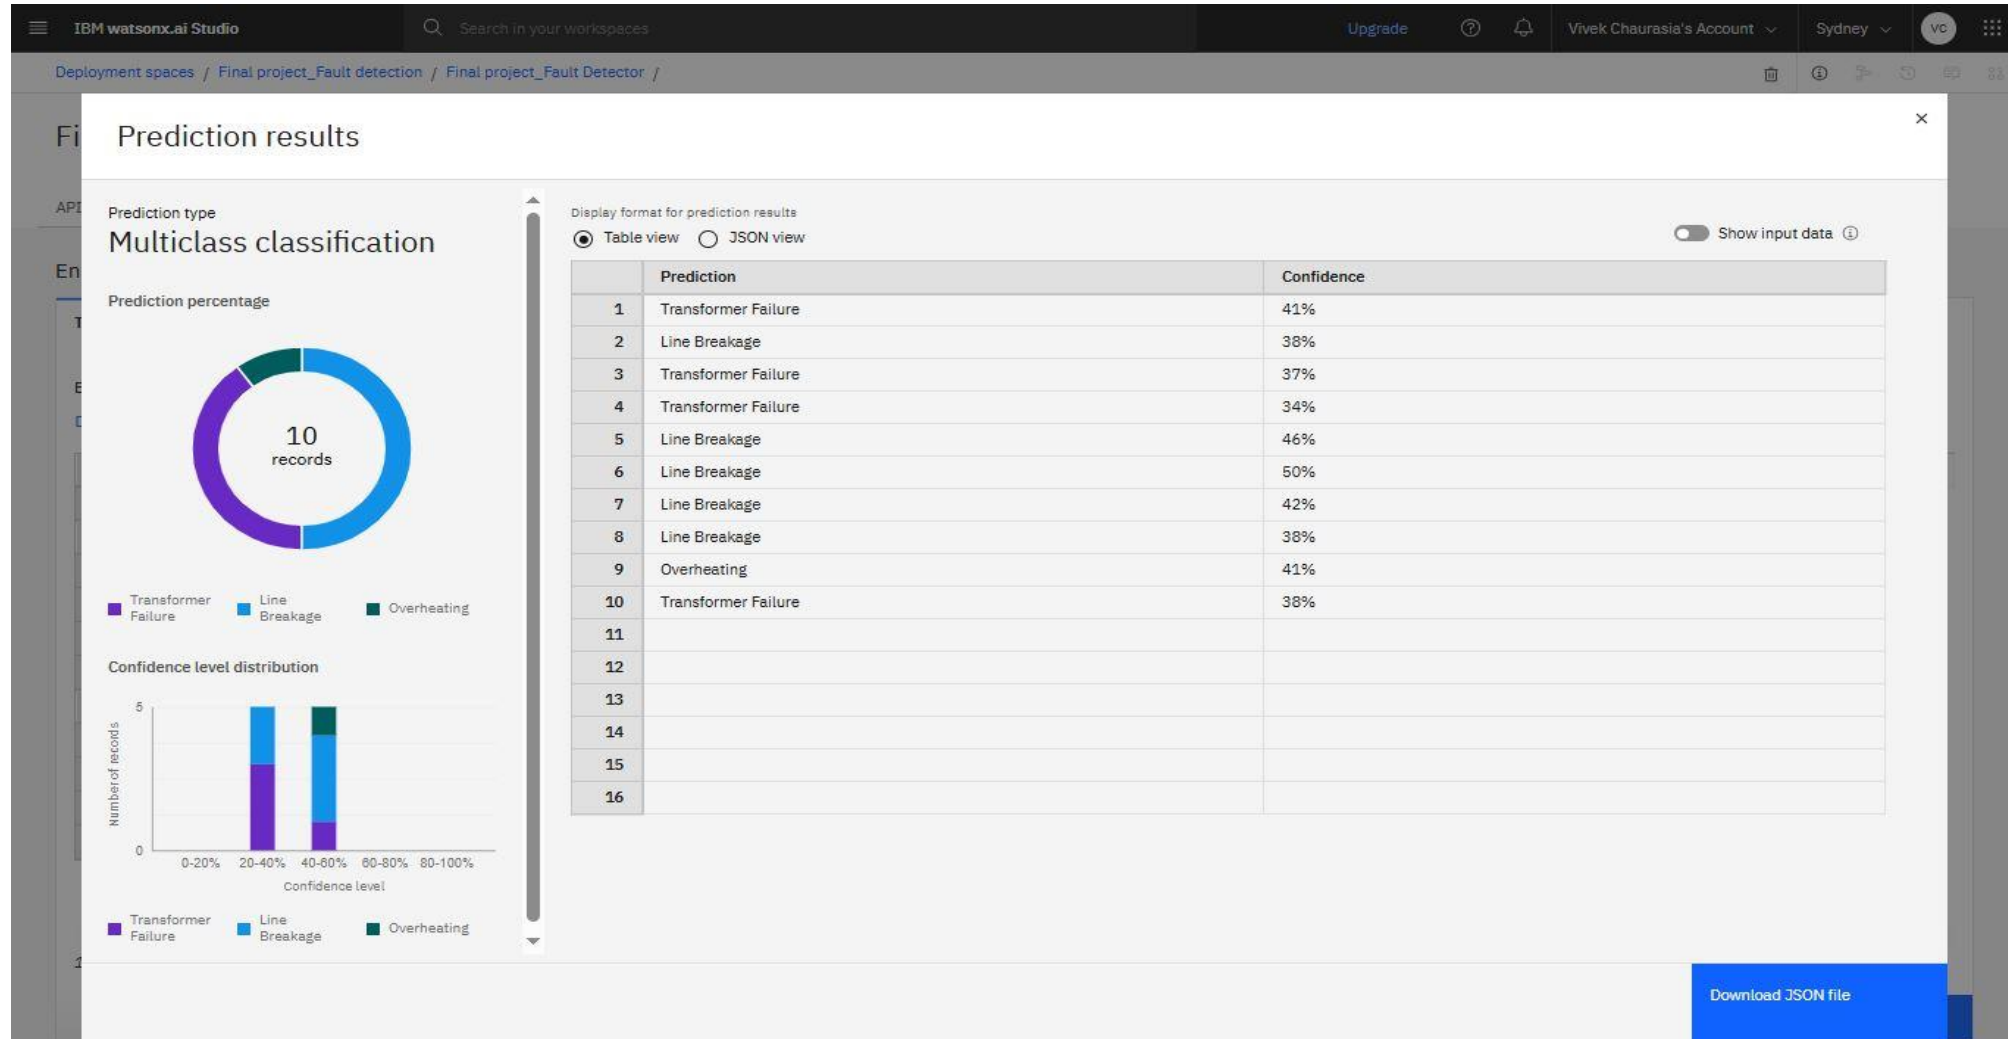 IBM watsonx.ai Studio
Search in your workspaces
Upgrade
Vivek Chaurasia's Account
Sydney
VC
Deployment spaces / Final project_Fault detection / Final project_Fault Detector /
Fi
Prediction results
API
En
Prediction type
Multiclass classification
Prediction percentage
10
records
Transformer Failure
Line Breakage
Overheating
Confidence level distribution
Number of records
5
0
0-20% 20-40% 40-60% 60-80% 80-100%
Confidence level
Transformer Failure
Line Breakage
Overheating
Display format for prediction results
Table view JSON view
Show input data
Prediction Confidence
1 Transformer Failure 41%
2 Line Breakage 38%
3 Transformer Failure 37%
4 Transformer Failure 34%
5 Line Breakage 46%
6 Line Breakage 50%
7 Line Breakage 42%
8 Line Breakage 38%
9 Overheating 41%
10 Transformer Failure 38%
11
12
13
14
15
16
Download JSON file